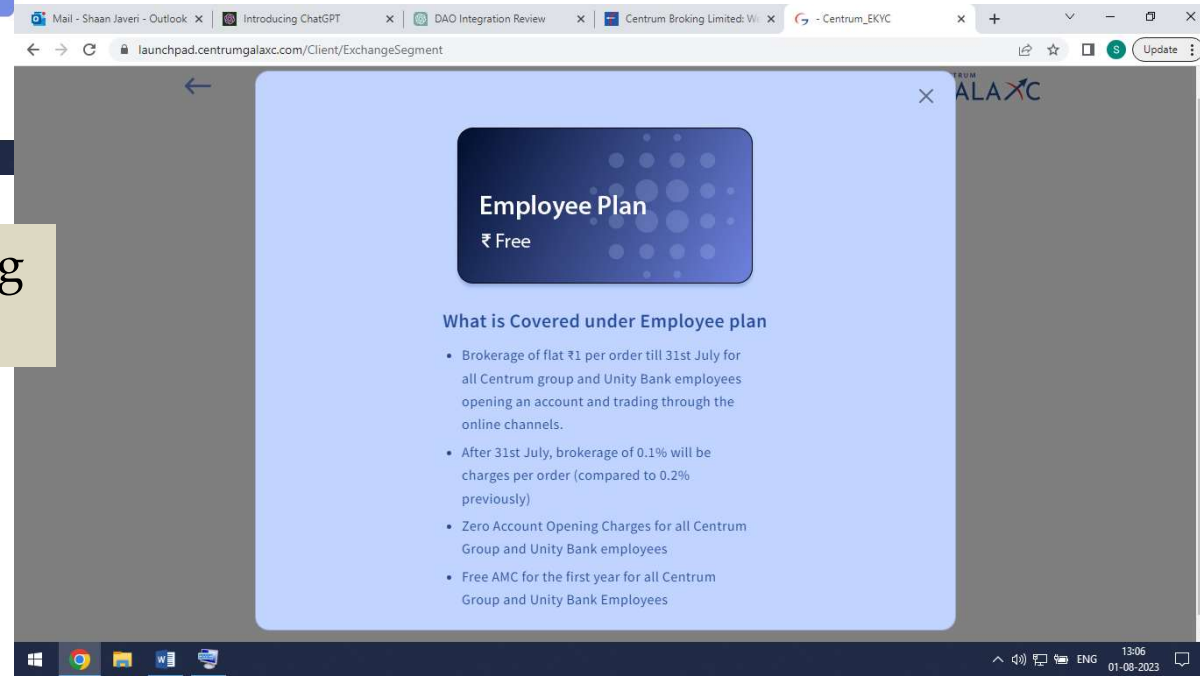 Mail - Shaan Javeri - Outlook
Introducing ChatGPT
DAO Integration Review
Centrum Broking Limited: W
- Centrum_EKYC
launchpad.centrumgalaxc.com/Client/ExchangeSegment
S
Update
TRUM
ALAXC
g
Employee Plan
₹ Free
What is Covered under Employee plan
• Brokerage of flat ₹1 per order till 31st July for
all Centrum group and Unity Bank employees
opening an account and trading through the
online channels.
• After 31st July, brokerage of 0.1% will be
charges per order (compared to 0.2%
previously)
• Zero Account Opening Charges for all Centrum
Group and Unity Bank employees
• Free AMC for the first year for all Centrum
Group and Unity Bank Employees
ENG
13:06
01-08-2023